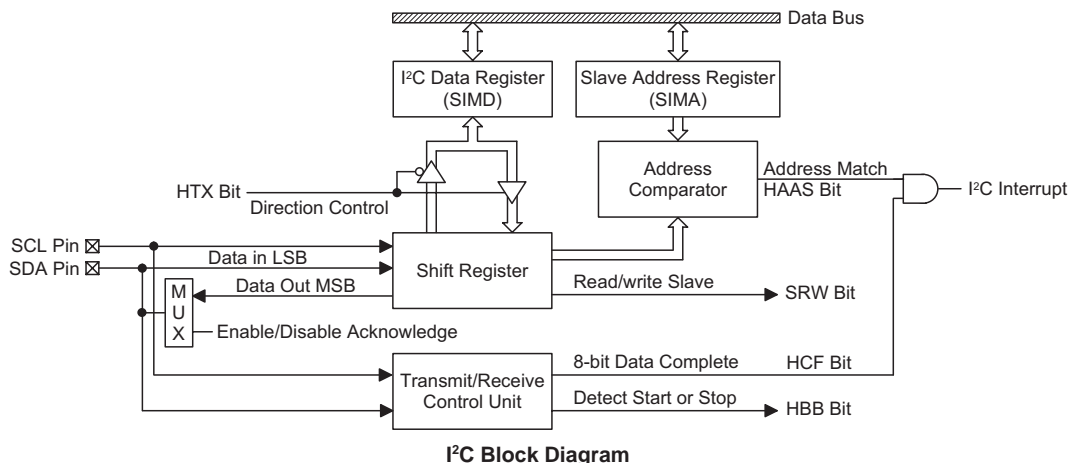 Data Bus
I²C Data Register
(SIMD)
Slave Address Register
(SIMA)
HTX Bit
Direction Control
Address
Comparator
Address Match
HAAS Bit
I²C Interrupt
SCL Pin
SDA Pin
Data in LSB
Shift Register
M
U
X
Data Out MSB
Read/write Slave
SRW Bit
Enable/Disable Acknowledge
Transmit/Receive
Control Unit
8-bit Data Complete
HCF Bit
Detect Start or Stop
HBB Bit
I²C Block Diagram